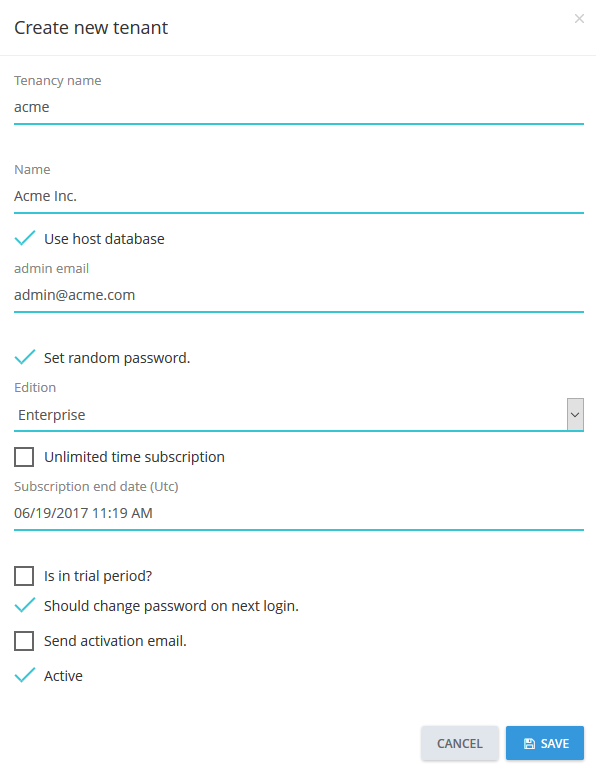 Create new tenant
Tenancy name
acme
Name
Acme Inc.
Use host database
admin email
admin@acme.com
Set random password.
Edition
Enterprise
Unlimited time subscription
Subscription end date (Utc)
06/19/2017 11:19 AM
Is in trial period?
Should change password on next login.
Send activation email.
Active
CANCEL
SAVE